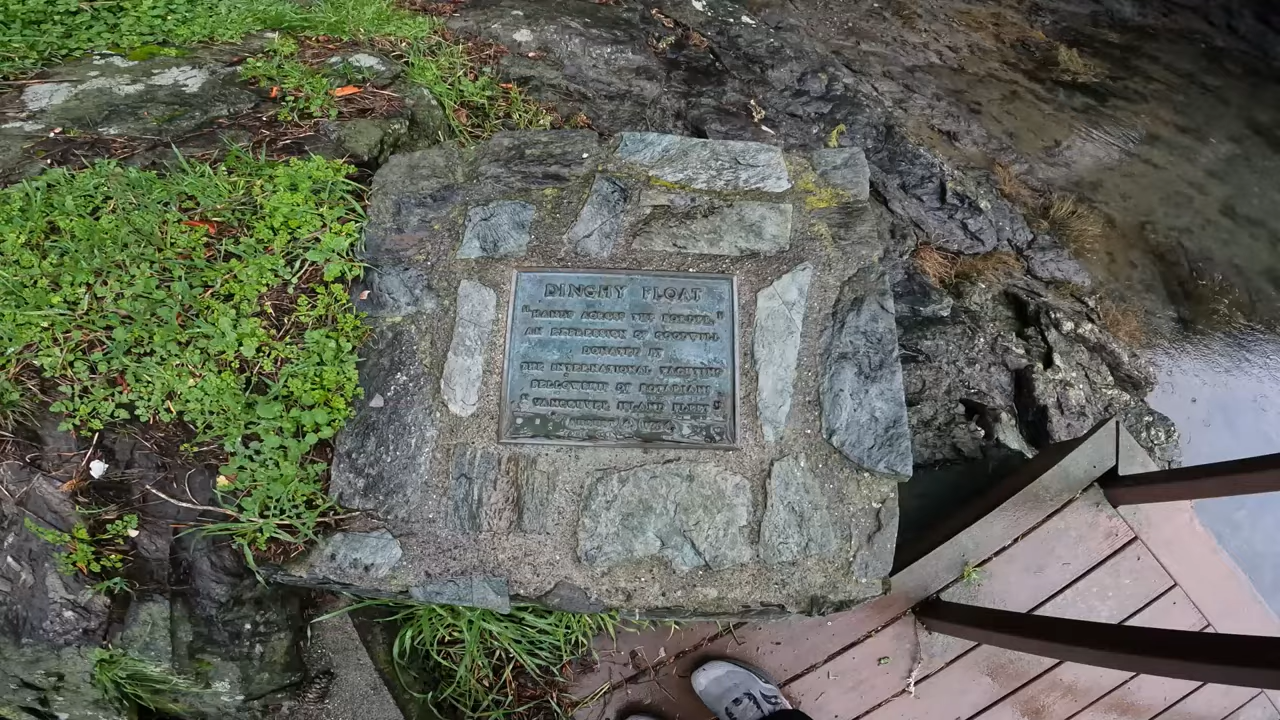 DINGHY FLOAT
"HANDS ACROSS THE BORDER,"
AN EXPRESSION OF GOODWILL
DONATED BY
THE INTERNATIONAL YACHTING
FELLOWSHIP OF ROTARIANS
"VANCOUVER ISLAND FLEET"
AUGUST